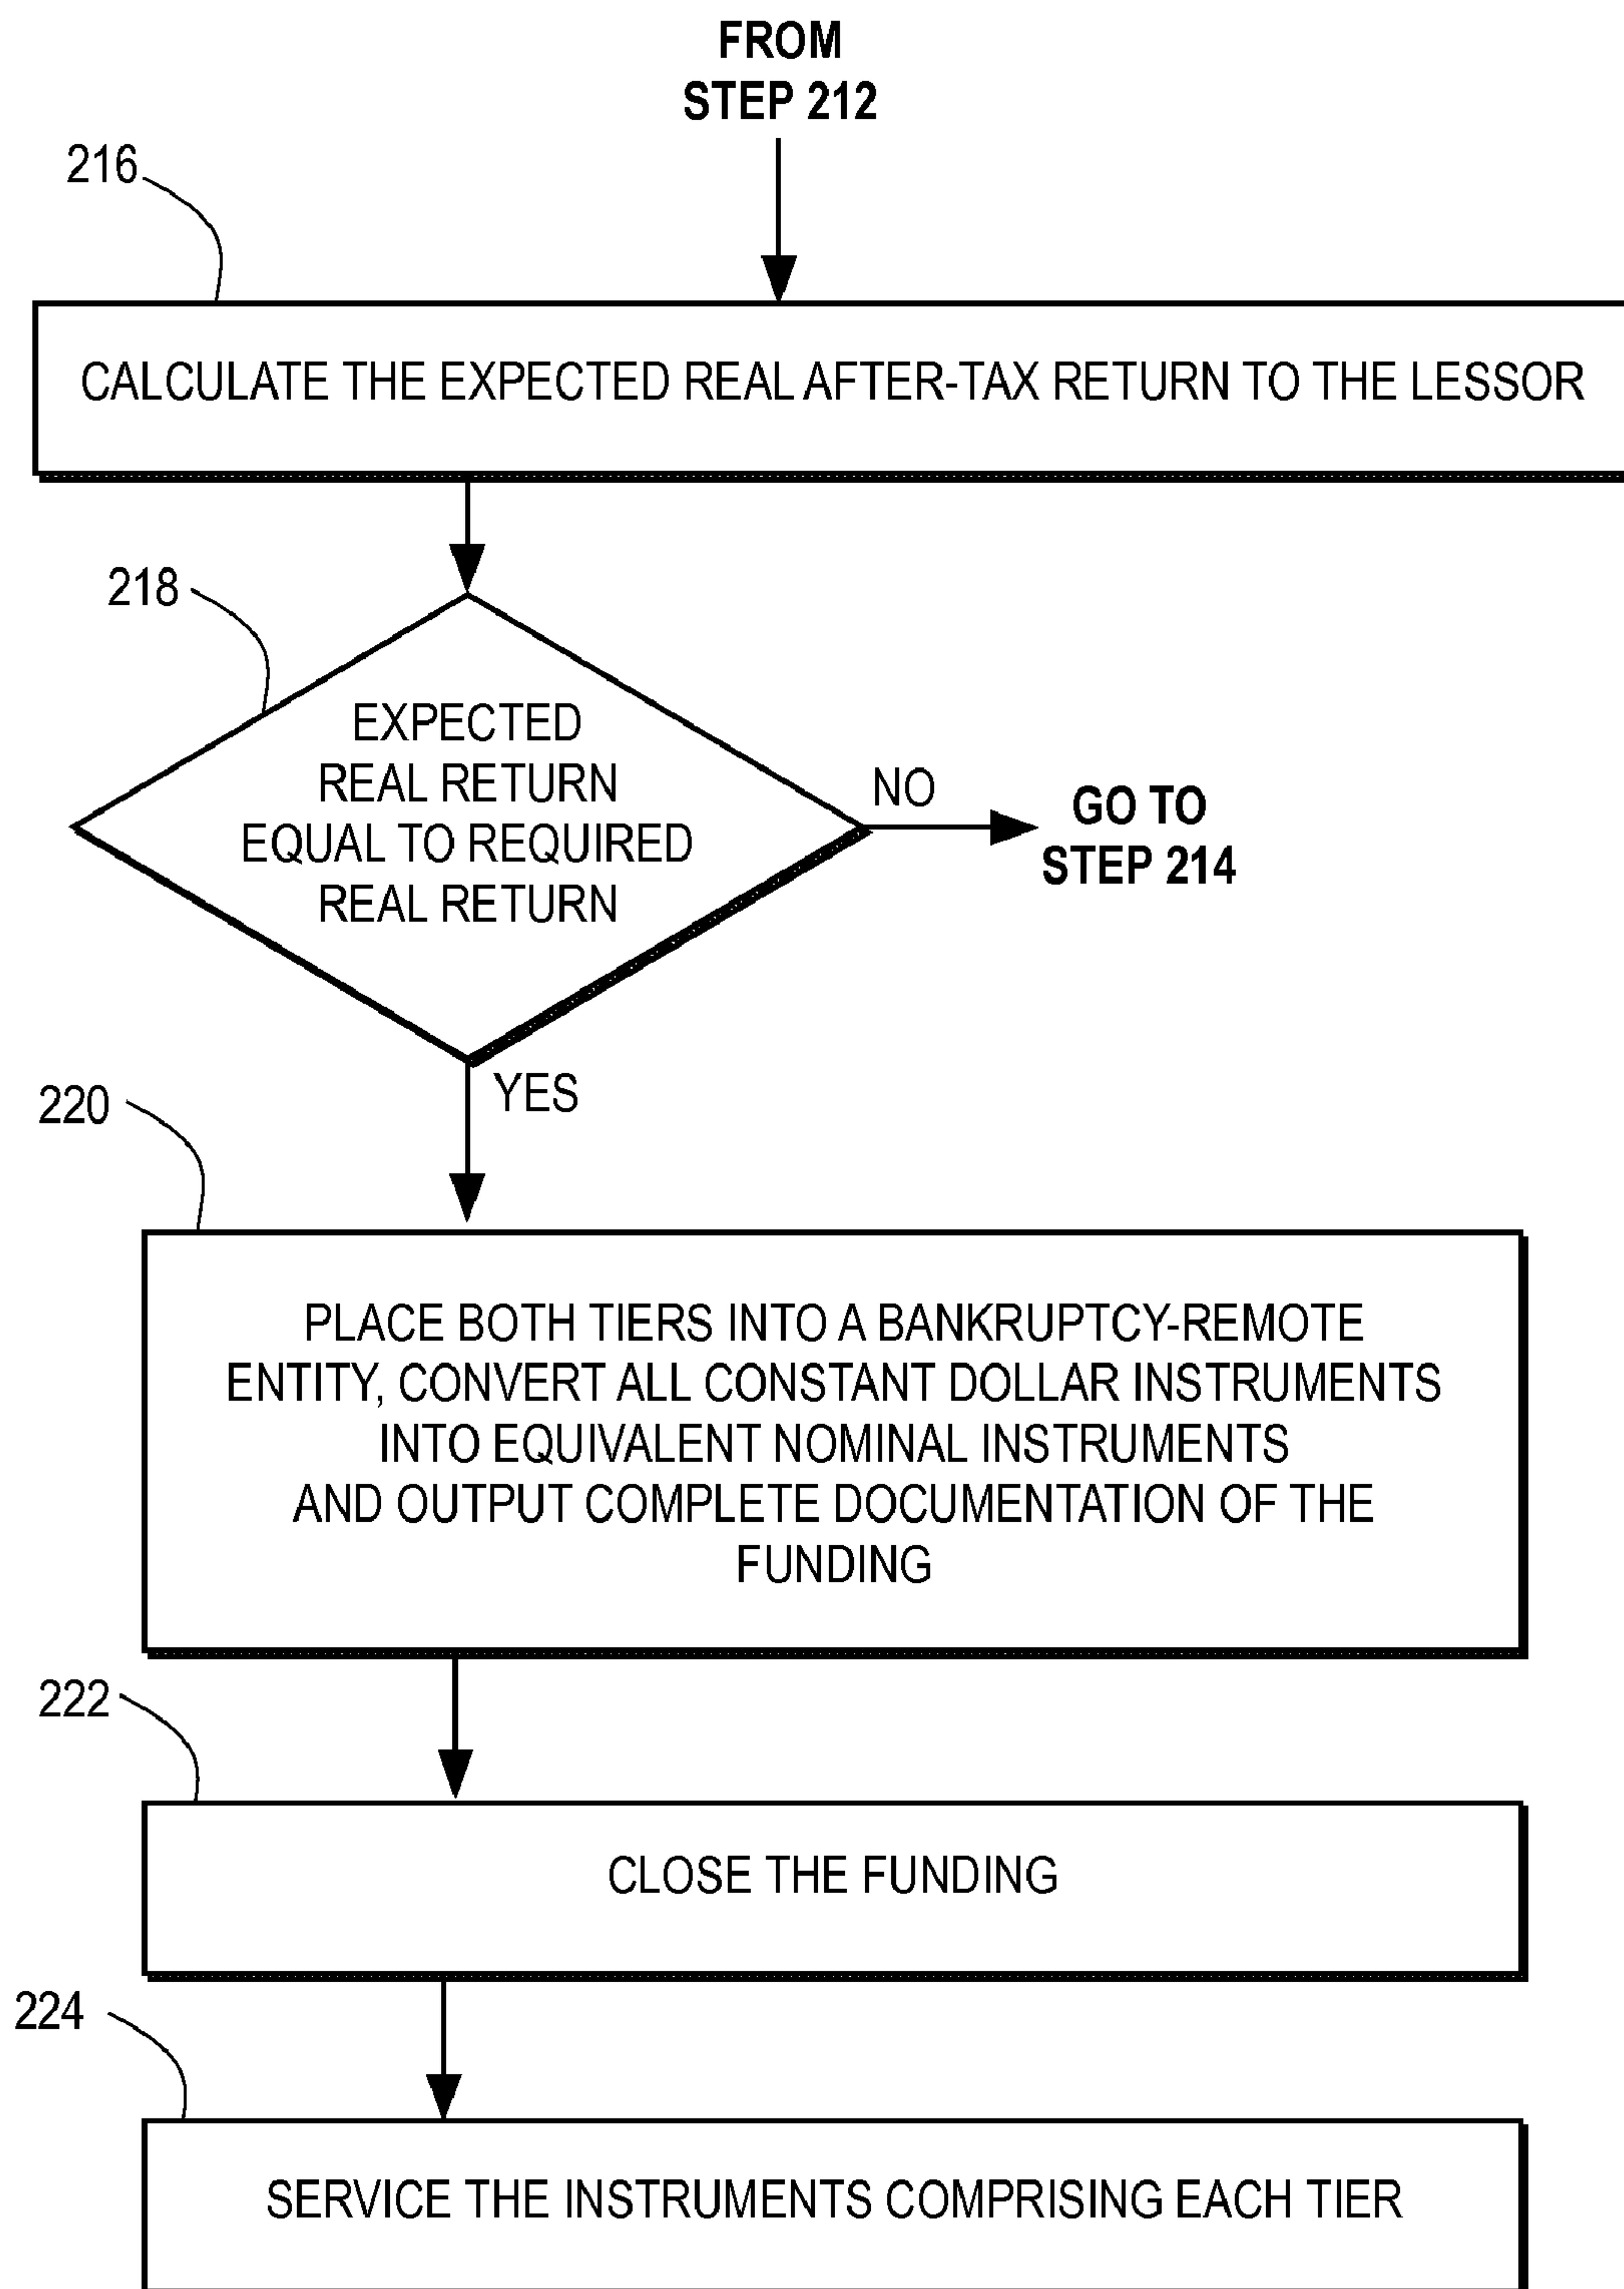 FROM
STEP 212
216
CALCULATE THE EXPECTED REAL AFTER-TAX RETURN TO THE LESSOR
218
EXPECTED
REAL RETURN
EQUAL TO REQUIRED
REAL RETURN
NO
GO TO
STEP 214
YES
220
PLACE BOTH TIERS INTO A BANKRUPTCY-REMOTE
ENTITY, CONVERT ALL CONSTANT DOLLAR INSTRUMENTS
INTO EQUIVALENT NOMINAL INSTRUMENTS
AND OUTPUT COMPLETE DOCUMENTATION OF THE
FUNDING
222
CLOSE THE FUNDING
224
SERVICE THE INSTRUMENTS COMPRISING EACH TIER